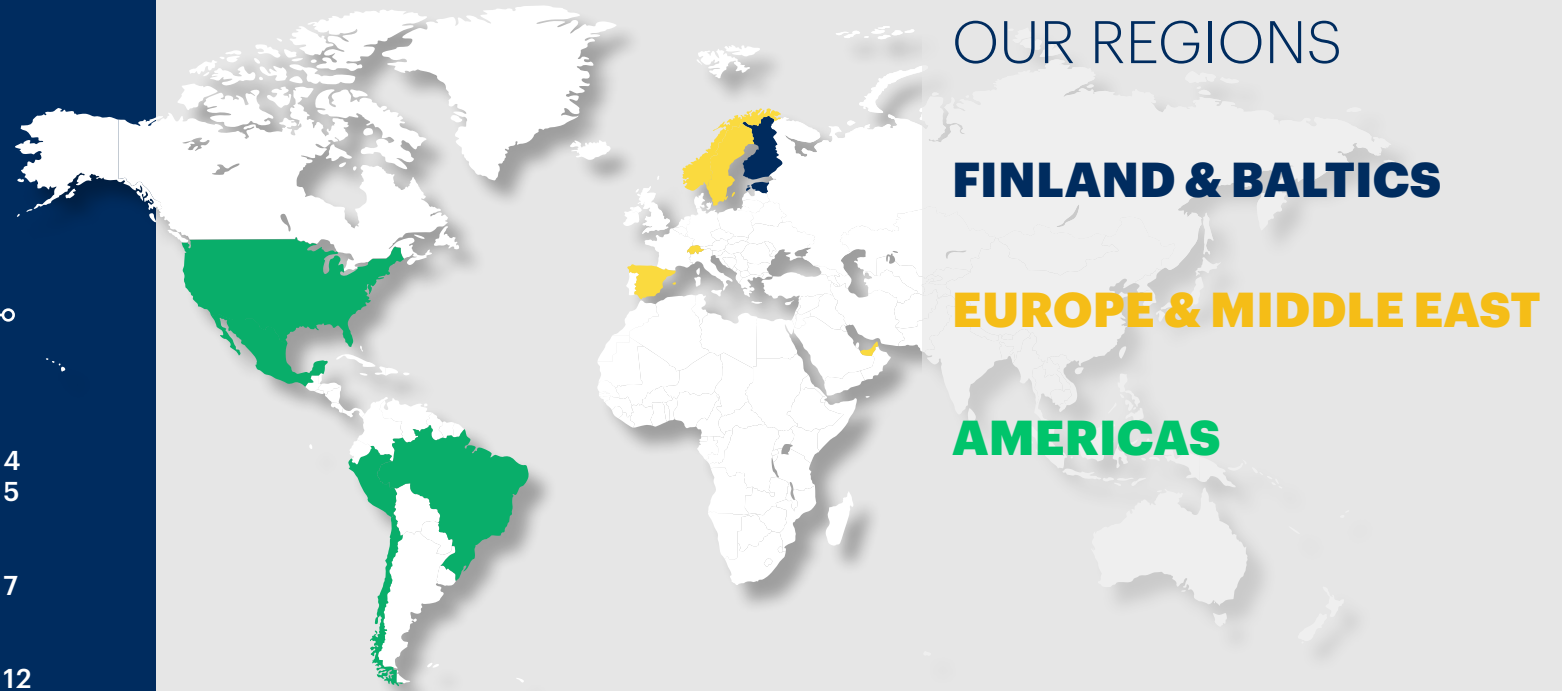 OUR REGIONS
FINLAND & BALTICS
EUROPE & MIDDLE EAST
AMERICAS
4
5
7
12